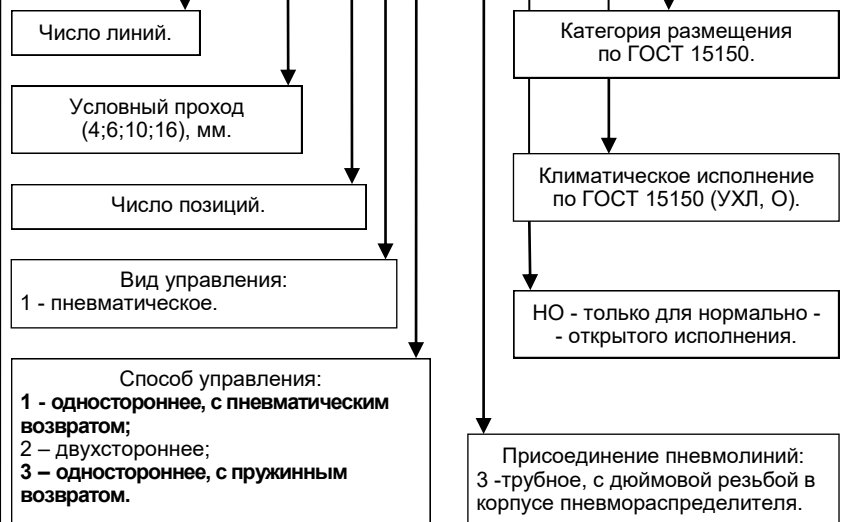 Число линий.
Условный проход
(4;6;10;16), мм.
Число позиций.
Вид управления:
1 - пневматическое.
Способ управления:
1 - одностороннее, с пневматическим
возвратом;
2 – двухстороннее;
3 – одностороннее, с пружинным
возвратом.
Категория размещения
по ГОСТ 15150.
Климатическое исполнение
по ГОСТ 15150 (УХЛ, О).
НО - только для нормально -
- открытого исполнения.
Присоединение пневмолиний:
3 -трубное, с дюймовой резьбой в
корпусе пневмораспределителя.